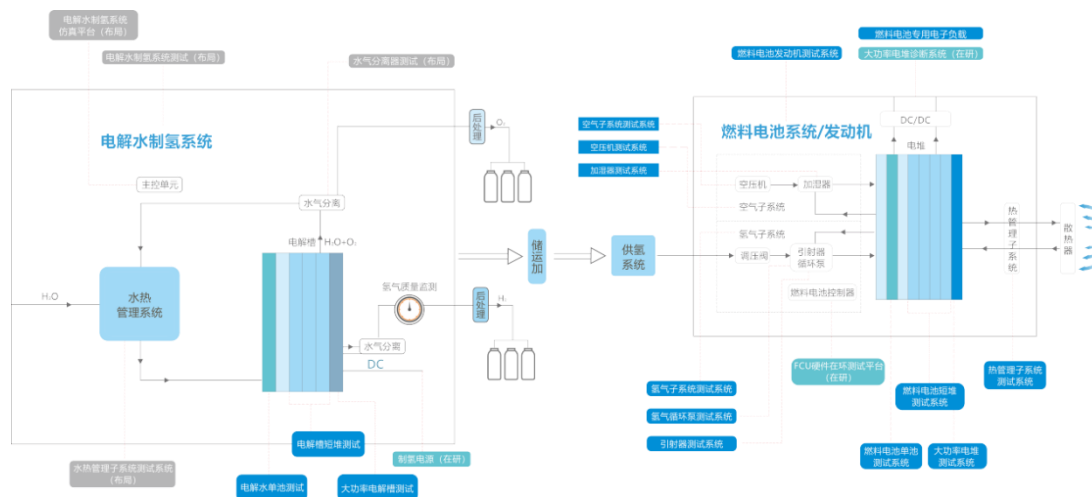 电解水制氢系统
仿真平台（布局）
电解水制氢系统测试（布局）
水气分离器测试（布局）
电解水制氢系统
主控单元
水气分离
后处理
O₂
电解槽
H₂O+O₂
H₂O
水热
管理系统
氢气质量监测
后处理
H₂
水气分离
DC
电解槽短堆测试
制氢电源（在研）
水热管理子系统测试系统
（布局）
电解水单池测试
大功率电解槽测试
储运加
供氢
系统
燃料电池专用电子负载
燃料电池发动机测试系统
大功率电堆诊断系统（在研）
燃料电池系统/发动机
DC/DC
电堆
空气子系统测试系统
空压机测试系统
加湿器测试系统
空压机
加湿器
空气子系统
氢气子系统
调压阀
引射器
循环泵
燃料电池控制器
热管理子系统
散热器
FCU硬件在环测试平台
（在研）
氢气子系统测试系统
氢气循环泵测试系统
引射器测试系统
燃料电池短堆
测试系统
热管理子系统
测试系统
燃料电池单池
测试系统
大功率电堆
测试系统